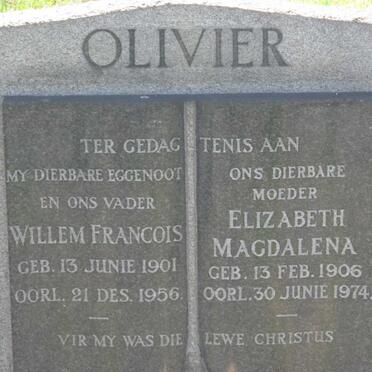 OLIVIER
TER GEDAGTENIS AAN
MY DIERBARE EGGENOOT
EN ONS VADER
WILLEM FRANCOIS
GEB. 13 JUNIE 1901
OORL. 21 DES. 1956.
ONS DIERBARE
MOEDER
ELIZABETH
MAGDALENA
GEB. 13 FEB. 1906
OORL. 30 JUNIE 1974.
VIR MY WAS DIE LEWE CHRISTUS